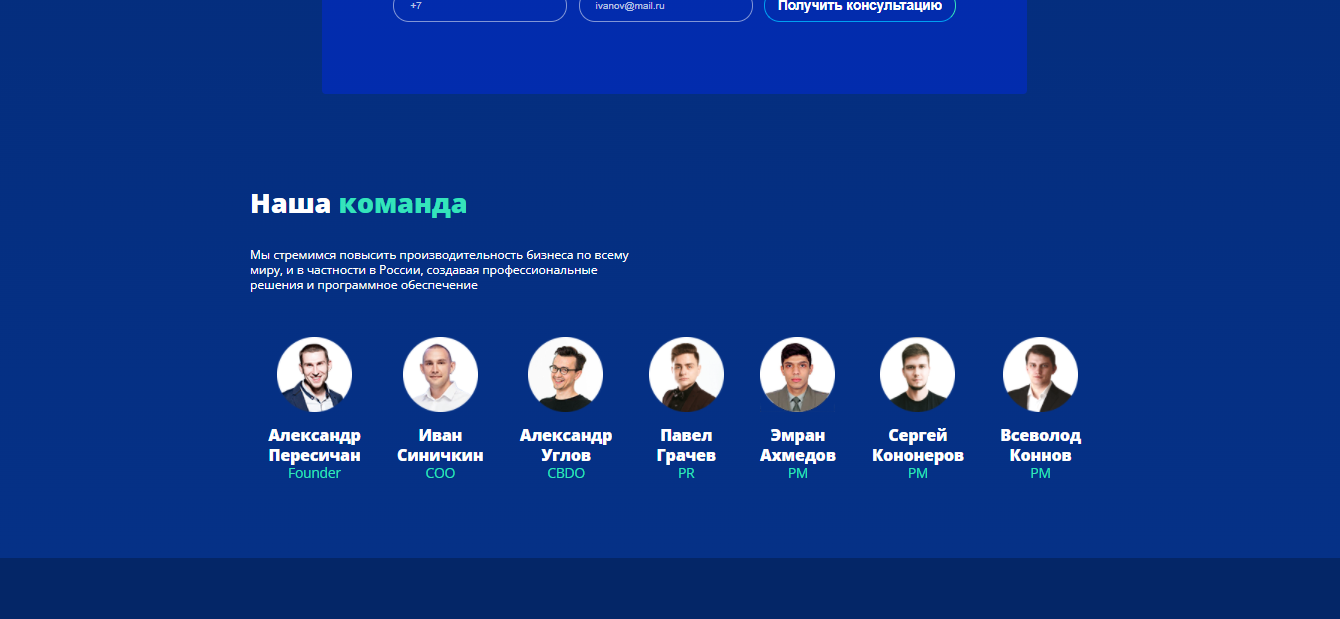 +7
ivanov@mail.ru
Получить консультацию
Наша команда
Мы стремимся повысить производительность бизнеса по всему
миру, и в частности в России, создавая профессиональные
решения и программное обеспечение
Александр
Пересичан
Founder
Иван
Синичкин
COO
Александр
Углов
CBDO
Павел
Грачев
PR
Эмран
Ахмедов
PM
Сергей
Кононеров
PM
Всеволод
Коннов
PM